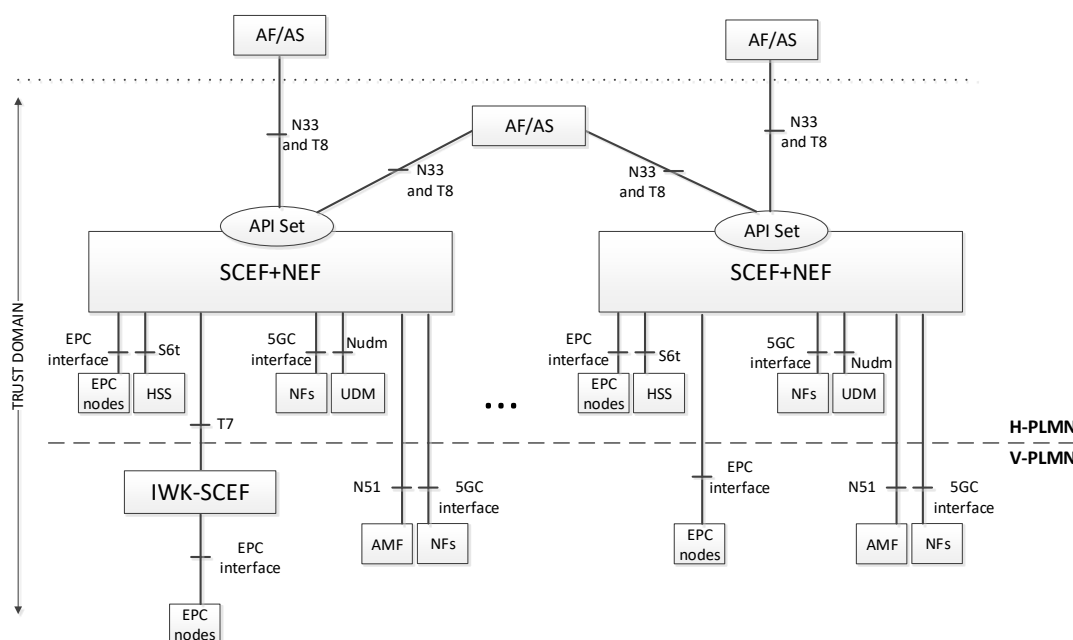 AF/AS
AF/AS
N33
and T8
AF/AS
N33
and T8
N33
and T8
N33
and T8
API Set
API Set
SCEF+NEF
SCEF+NEF
TRUST DOMAIN
EPC
interface
S6t
5GC
interface
Nudm
EPC
interface
S6t
5GC
interface
Nudm
EPC
nodes
HSS
NFs
UDM
...
EPC
nodes
HSS
NFs
UDM
T7
H-PLMN
V-PLMN
IWK-SCEF
N51
5GC
interface
EPC
interface
N51
5GC
interface
AMF
NFs
EPC
nodes
AMF
NFs
EPC
interface
EPC
nodes